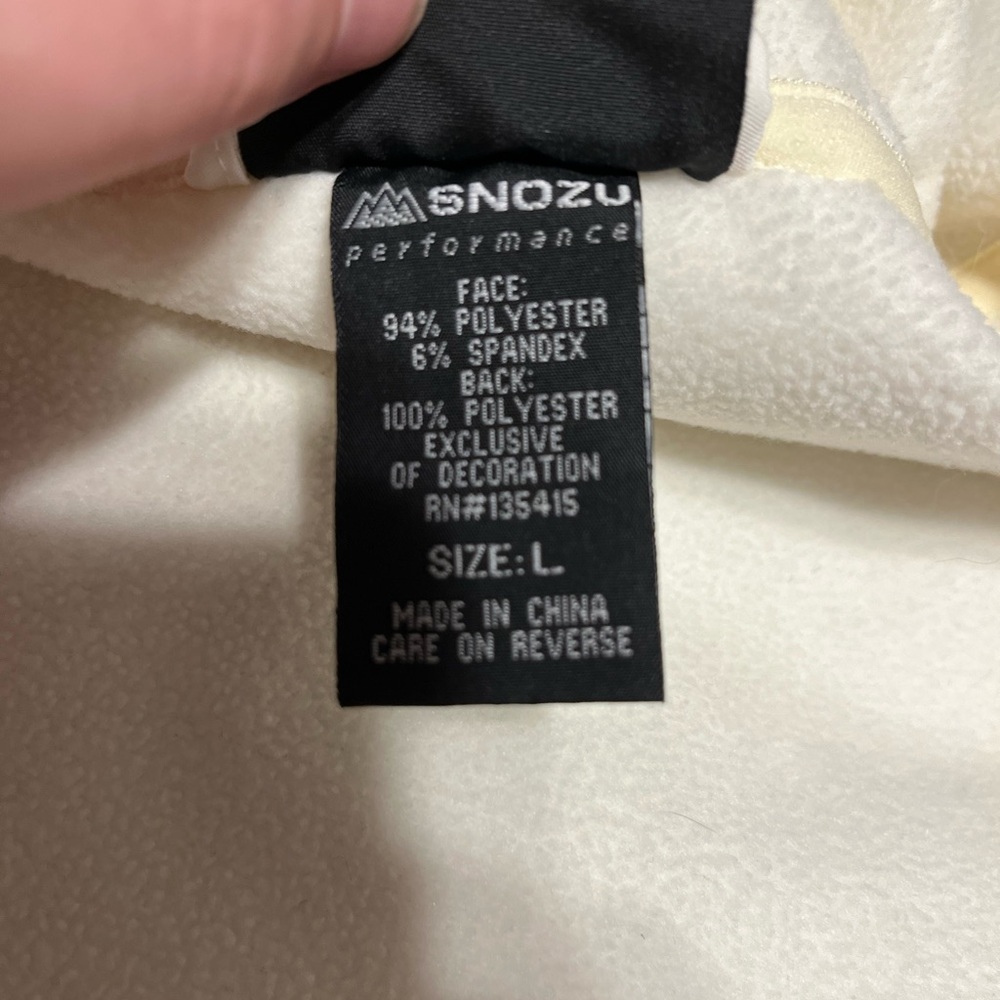 SNOZU
performance
FACE:
94% POLYESTER
6% SPANDEX
BACK:
100% POLYESTER
EXCLUSIVE
OF DECORATION
RN#135415
SIZE: L
MADE IN CHINA
CARE ON REVERSE